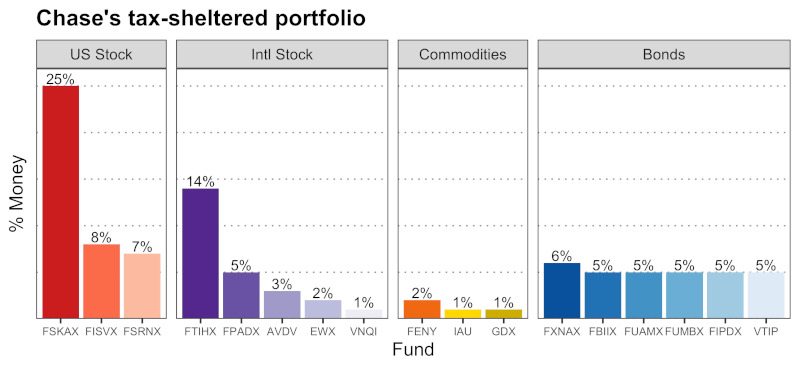 Chase's tax-sheltered portfolio
US Stock Intl Stock Commodities Bonds
25% 8% 7% 14% 5% 3% 2% 1% 2% 1% 1% 6% 5% 5% 5% 5% 5%
% Money
FSKAX FISVX FSRNX FTIHX FPADX AVDV EWX VNQI FENY IAU GDX FXNAX FBIIX FUAMX FUMBX FIPDX VTIP
Fund